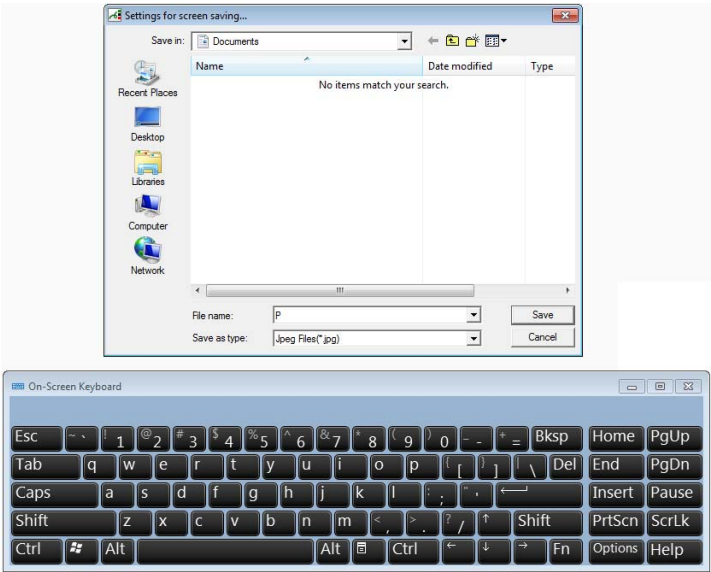 Settings for screen saving...
Save in: Documents
Name Date modified Type
No items match your search.
Recent Places
Desktop
Libraries
Computer
Network
File name: P Save
Save as type: Jpeg Files(*.jpg) Cancel
On-Screen Keyboard
Esc ~ ` ! 1 @ 2 # 3 $ 4 % 5 ^ 6 & 7 * 8 ( 9 ) 0 _ - + = Bksp Home PgUp
Tab q w e r t y u i o p { [ } ] | \ Del End PgDn
Caps a s d f g h j k l : ; " ' Insert Pause
Shift z x c v b n m < , > . ? / ↑ Shift PrtScn ScrLk
Ctrl Alt Alt Ctrl ← ↓ → Fn Options Help